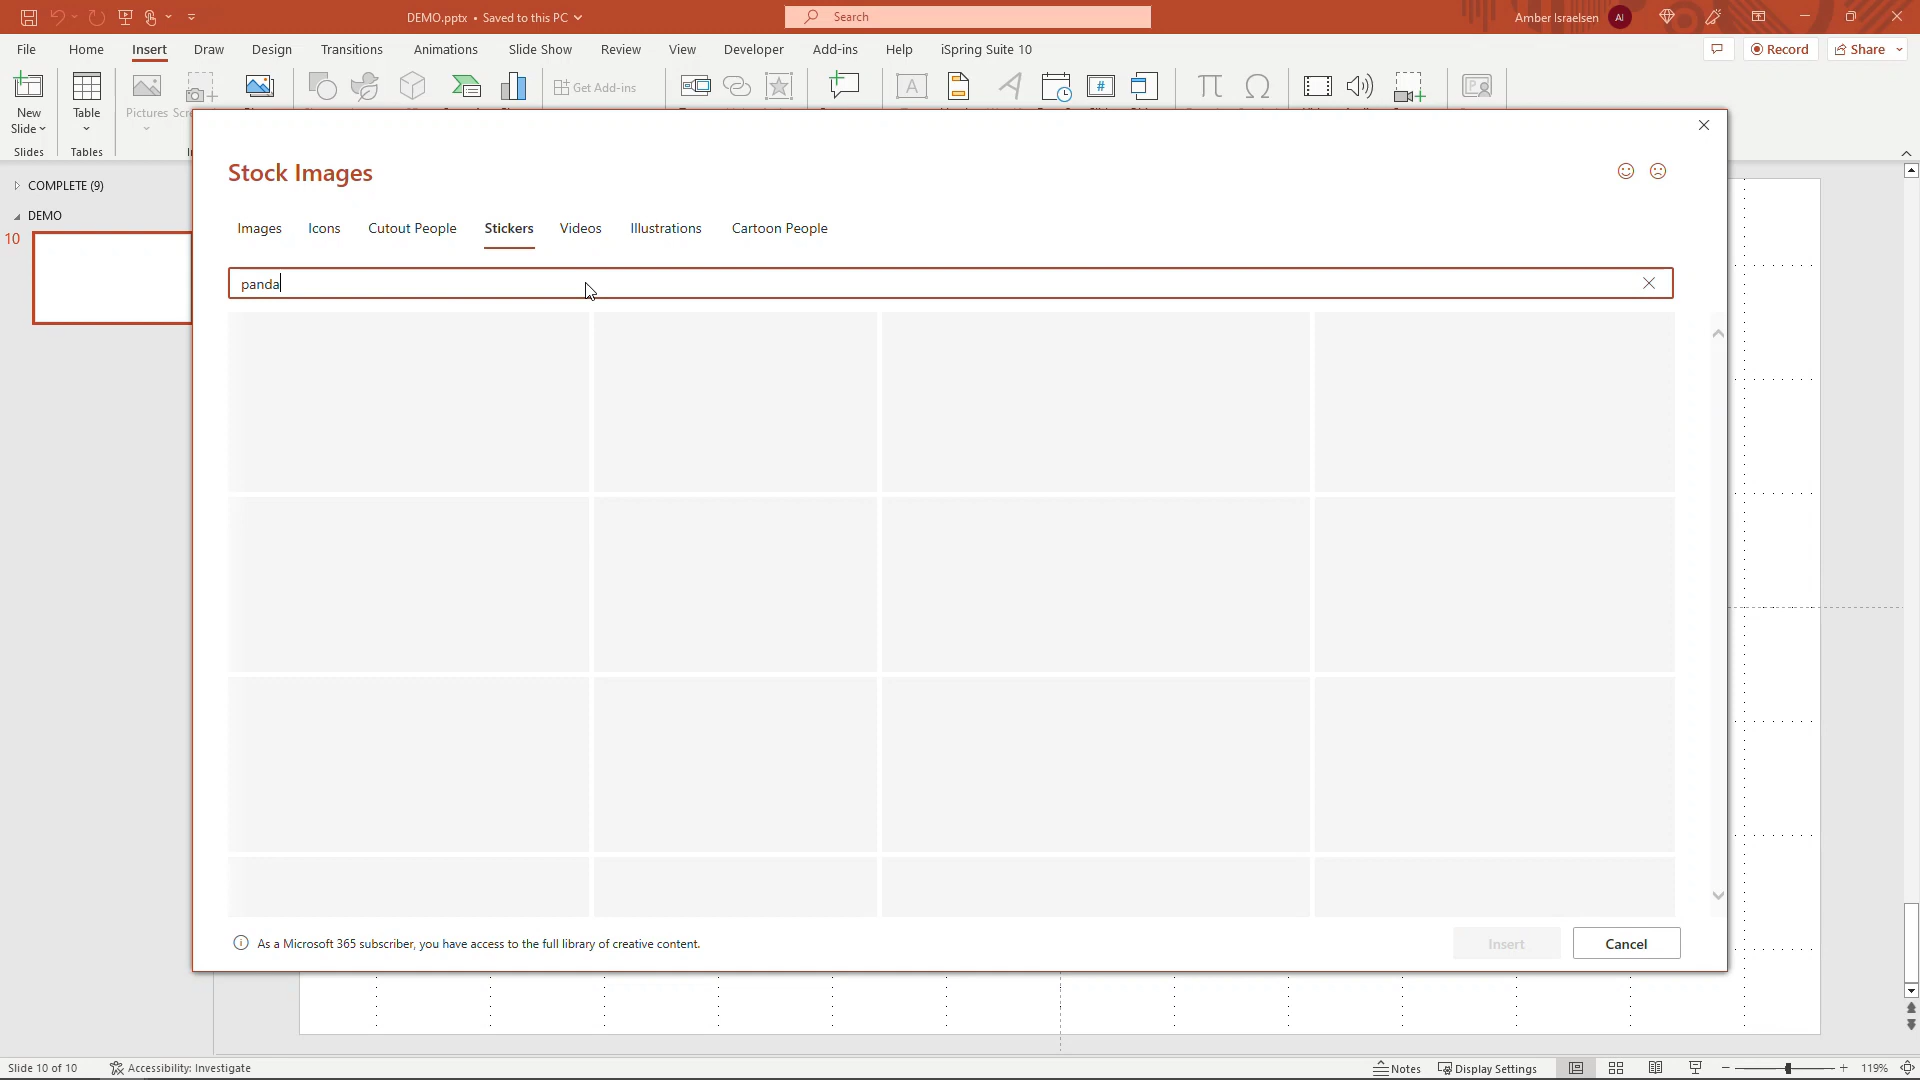 DEMO.pptx • Saved to this PC
Search
Amber Israelsen AI
File Home Insert Draw Design Transitions Animations Slide Show Review View Developer Add-ins Help iSpring Suite 10
Record Share
New Slide
Table
Pictures
Get Add-ins
Slides
Tables
Stock Images
COMPLETE (9)
DEMO
10
Images Icons Cutout People Stickers Videos Illustrations Cartoon People
panda
As a Microsoft 365 subscriber, you have access to the full library of creative content.
Insert Cancel
Slide 10 of 10 Accessibility: Investigate Notes Display Settings 119%